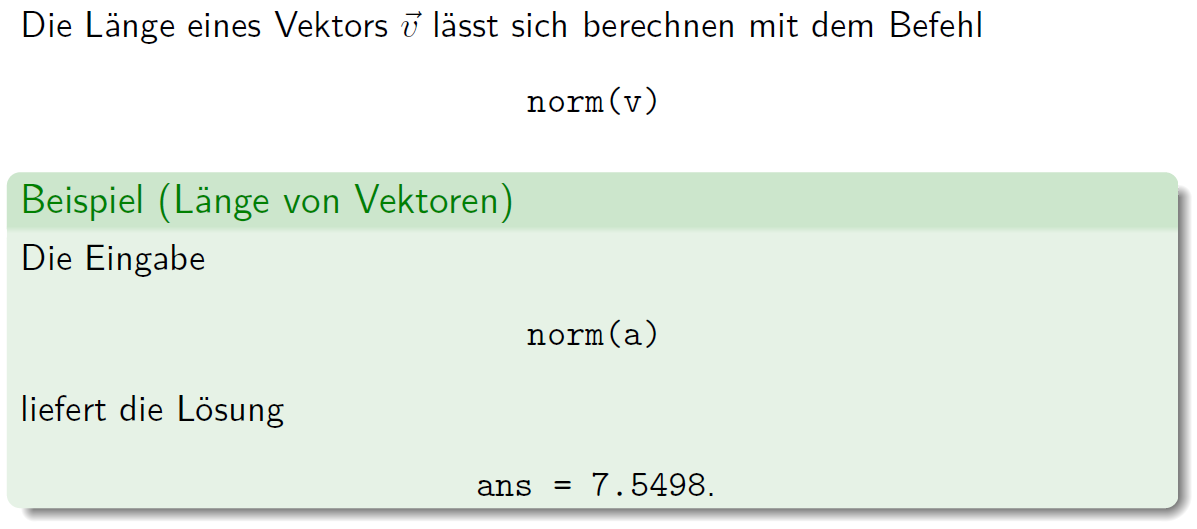 Die Länge eines Vektors v⃗ lässt sich berechnen mit dem Befehl
norm(v)
Beispiel (Länge von Vektoren)
Die Eingabe
norm(a)
liefert die Lösung
ans = 7.5498.